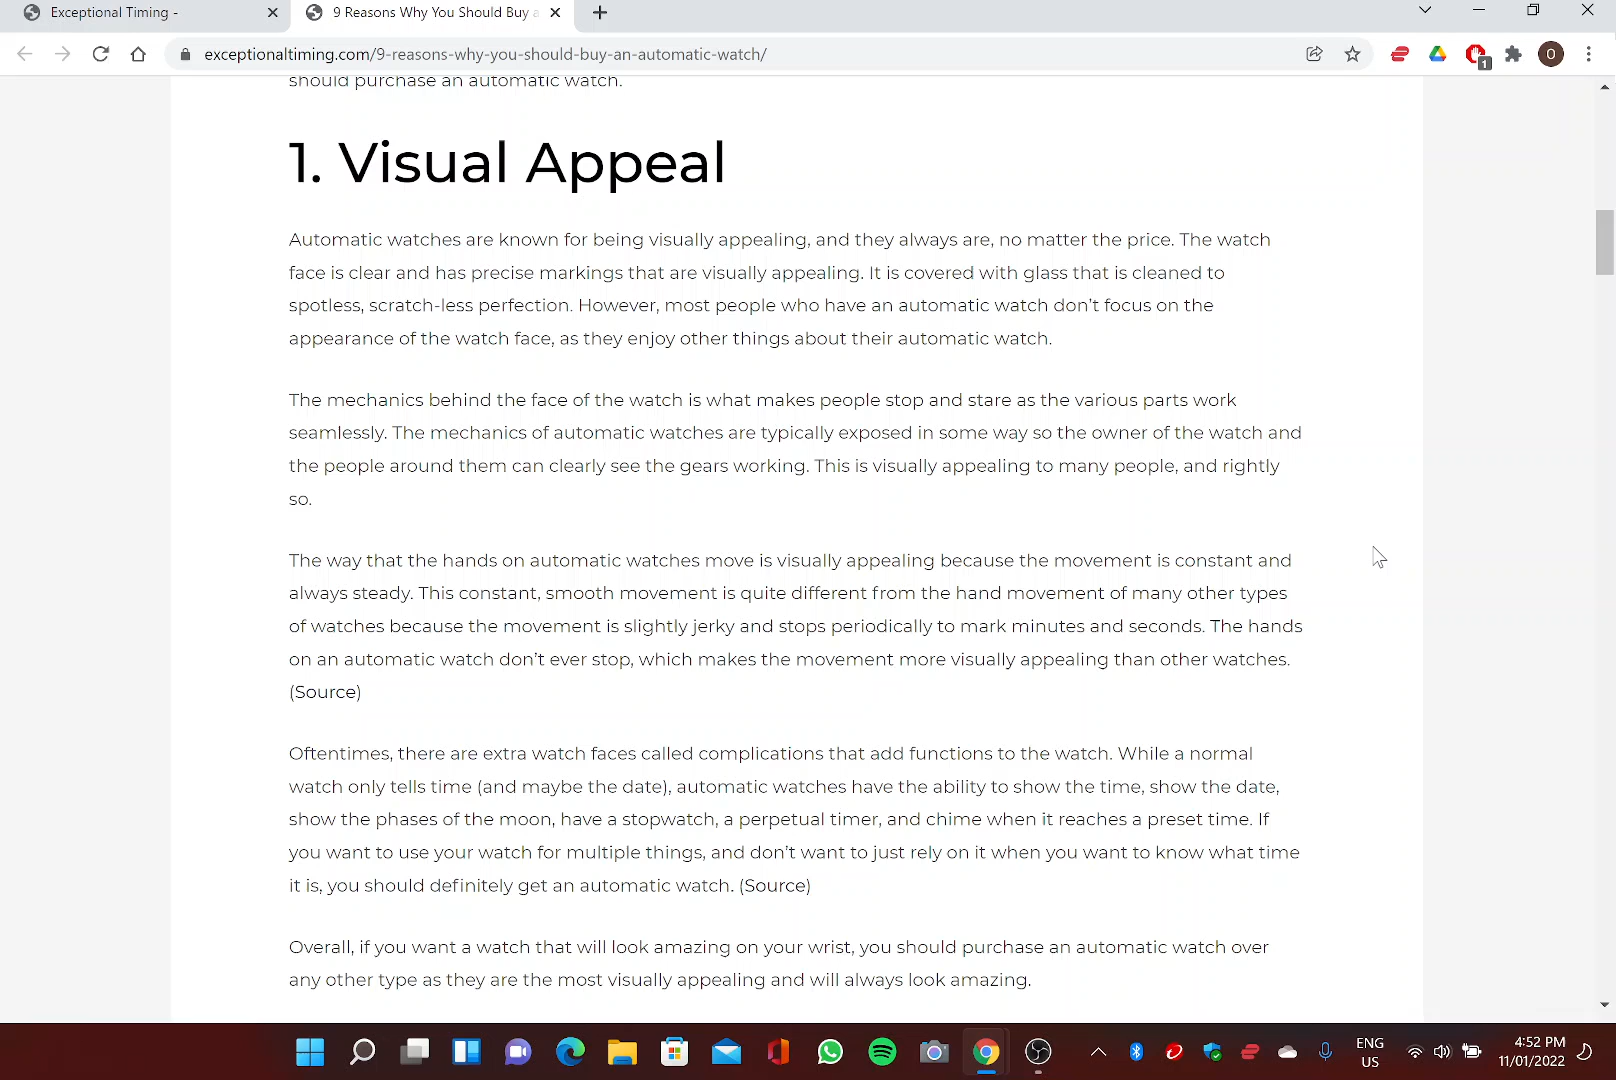 Exceptional Timing -
9 Reasons Why You Should Buy a
exceptionaltiming.com/9-reasons-why-you-should-buy-an-automatic-watch/
1
O
should purchase an automatic watch.
1. Visual Appeal
Automatic watches are known for being visually appealing, and they always are, no matter the price. The watch
face is clear and has precise markings that are visually appealing. It is covered with glass that is cleaned to
spotless, scratch-less perfection. However, most people who have an automatic watch don’t focus on the
appearance of the watch face, as they enjoy other things about their automatic watch.
The mechanics behind the face of the watch is what makes people stop and stare as the various parts work
seamlessly. The mechanics of automatic watches are typically exposed in some way so the owner of the watch and
the people around them can clearly see the gears working. This is visually appealing to many people, and rightly
so.
The way that the hands on automatic watches move is visually appealing because the movement is constant and
always steady. This constant, smooth movement is quite different from the hand movement of many other types
of watches because the movement is slightly jerky and stops periodically to mark minutes and seconds. The hands
on an automatic watch don’t ever stop, which makes the movement more visually appealing than other watches.
(Source)
Oftentimes, there are extra watch faces called complications that add functions to the watch. While a normal
watch only tells time (and maybe the date), automatic watches have the ability to show the time, show the date,
show the phases of the moon, have a stopwatch, a perpetual timer, and chime when it reaches a preset time. If
you want to use your watch for multiple things, and don’t want to just rely on it when you want to know what time
it is, you should definitely get an automatic watch. (Source)
Overall, if you want a watch that will look amazing on your wrist, you should purchase an automatic watch over
any other type as they are the most visually appealing and will always look amazing.
ENG
US
4:52 PM
11/01/2022